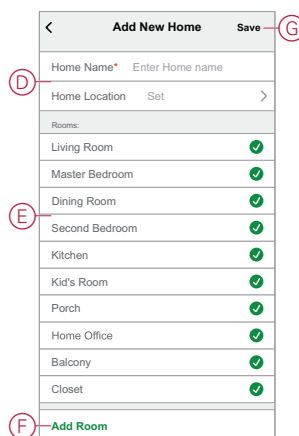 Add New Home Save G
Home Name* Enter Home name
D
Home Location Set
Rooms:
Living Room
Master Bedroom
Dining Room
E
Second Bedroom
Kitchen
Kid's Room
Porch
Home Office
Balcony
Closet
F Add Room